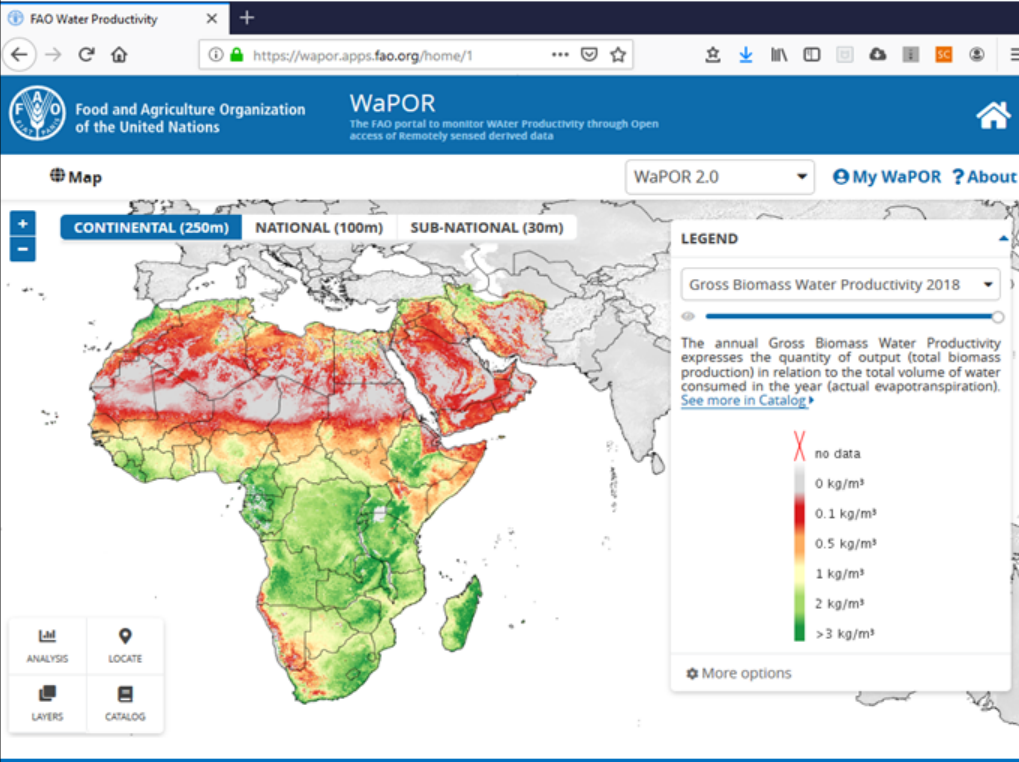 FAO Water Productivity
https://wapor.apps.fao.org/home/1
SC
FAO
FIAT PANIS
Food and Agriculture Organization
of the United Nations
WaPOR
The FAO portal to monitor WAter Productivity through Open
access of Remotely sensed derived data
Map
WaPOR 2.0
My WaPOR
? About
+
−
CONTINENTAL (250m)
NATIONAL (100m)
SUB-NATIONAL (30m)
LEGEND
Gross Biomass Water Productivity 2018
The annual Gross Biomass Water Productivity
expresses the quantity of output (total biomass
production) in relation to the total volume of water
consumed in the year (actual evapotranspiration).
See more in Catalog
no data
0 kg/m³
0.1 kg/m³
0.5 kg/m³
1 kg/m³
2 kg/m³
>3 kg/m³
More options
ANALYSIS
LOCATE
LAYERS
CATALOG